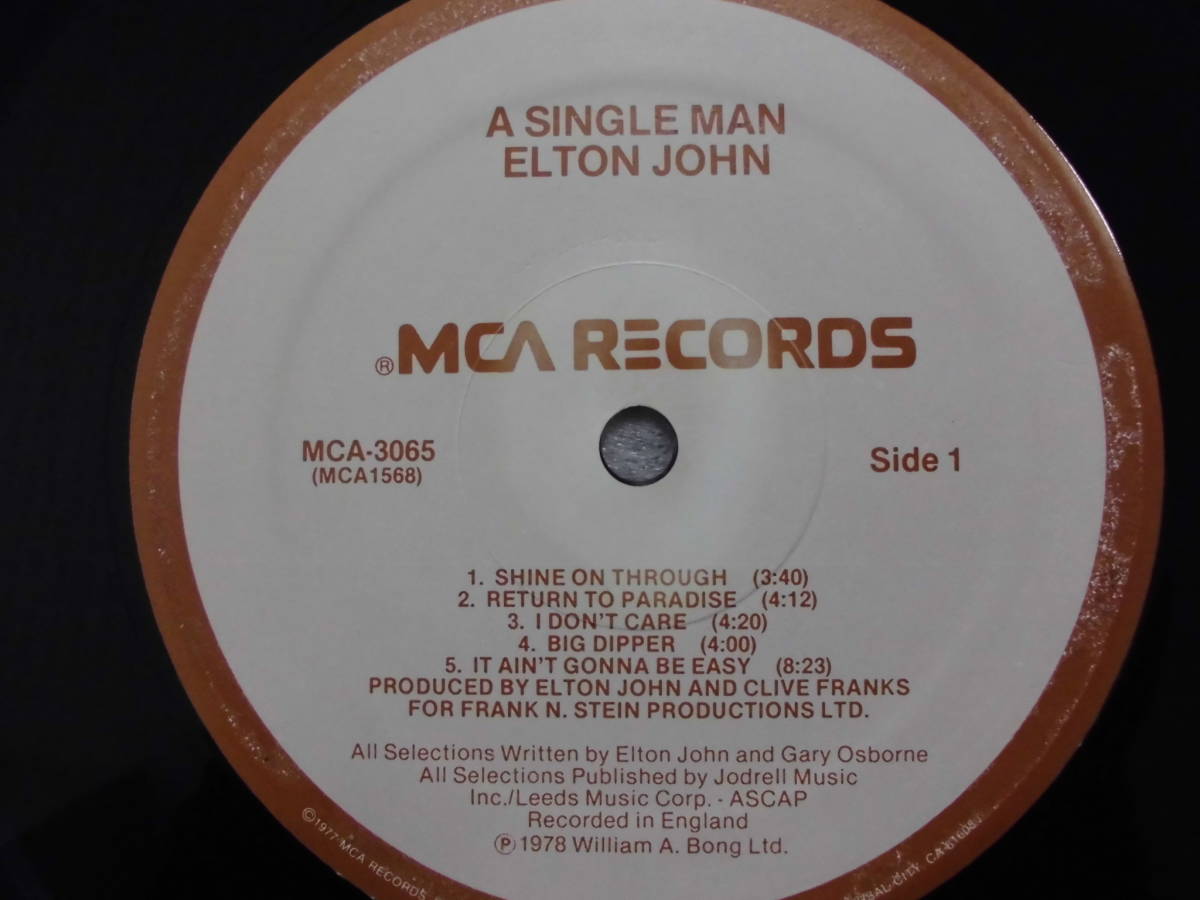 A SINGLE MAN
ELTON JOHN
®MCA RECORDS
MCA-3065
(MCA1568)
Side 1
1. SHINE ON THROUGH (3:40)
2. RETURN TO PARADISE (4:12)
3. I DON'T CARE (4:20)
4. BIG DIPPER (4:00)
5. IT AIN'T GONNA BE EASY (8:23)
PRODUCED BY ELTON JOHN AND CLIVE FRANKS
FOR FRANK N. STEIN PRODUCTIONS LTD.
All Selections Written by Elton John and Gary Osborne
All Selections Published by Jodrell Music
Inc./Leeds Music Corp. - ASCAP
Recorded in England
℗ 1978 William A. Bong Ltd.
©1977 MCA RECORDS CITY CA